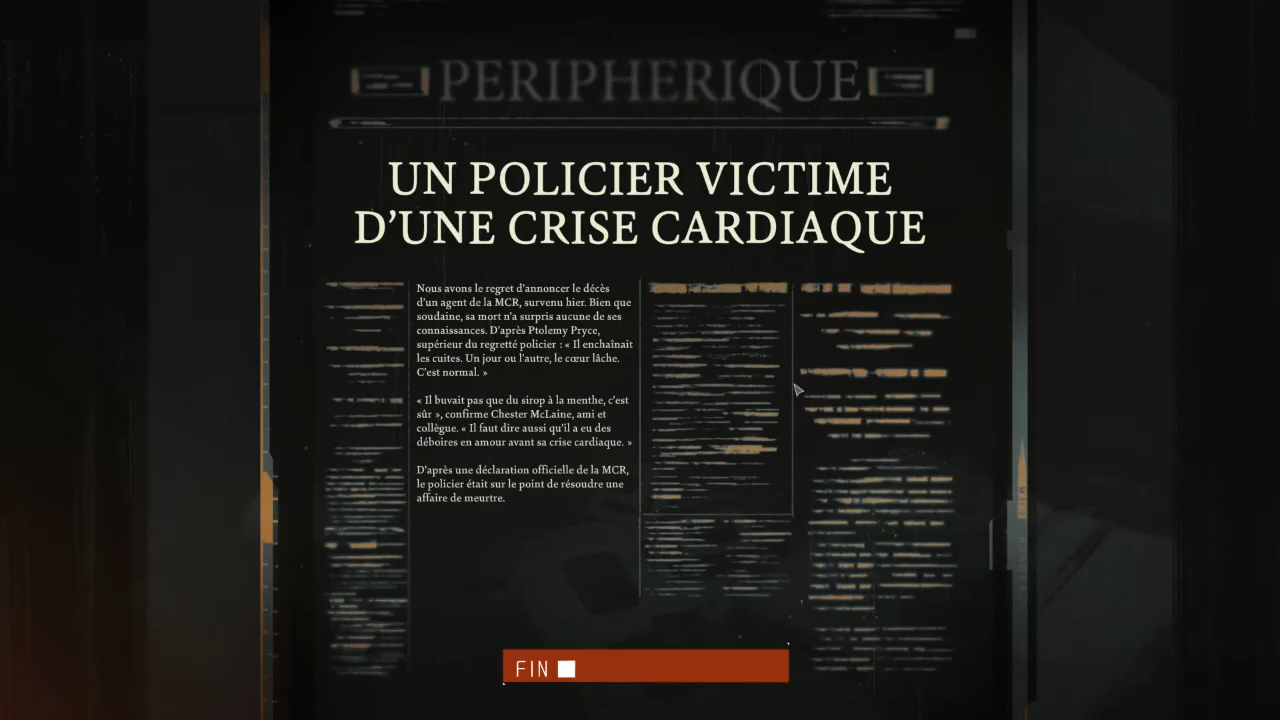 PERIPHERIQUE
UN POLICIER VICTIME
D'UNE CRISE CARDIAQUE
Nous avons le regret d'annoncer le décès
d'un agent de la MCR, survenu hier. Bien que
soudaine, sa mort n'a surpris aucune de ses
connaissances. D'après Ptolemy Pryce,
supérieur du regretté policier : « Il enchaînait
les cuites. Un jour ou l'autre, le cœur lâche.
C'est normal. »
« Il buvait pas que du sirop à la menthe, c'est
sûr », confirme Chester McLaine, ami et
collègue. « Il faut dire aussi qu'il a eu des
déboires en amour avant sa crise cardiaque. »
D'après une déclaration officielle de la MCR,
le policier était sur le point de résoudre une
affaire de meurtre.
FIN